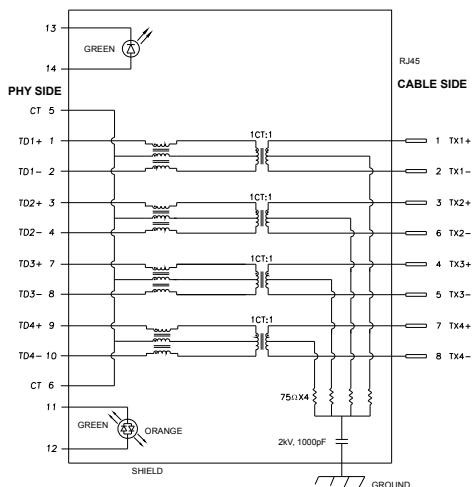 13
GREEN
14
RJ45
PHY SIDE
CABLE SIDE
CT 5
1CT:1
TD1+ 1
1 TX1+
TD1- 2
2 TX1-
1CT:1
TD2+ 3
3 TX2+
TD2- 4
6 TX2-
1CT:1
TD3+ 7
4 TX3+
TD3- 8
5 TX3-
1CT:1
TD4+ 9
7 TX4+
TD4- 10
8 TX4-
CT 6
75ΩX4
11
GREEN
ORANGE
12
2kV, 1000pF
SHIELD
GROUND